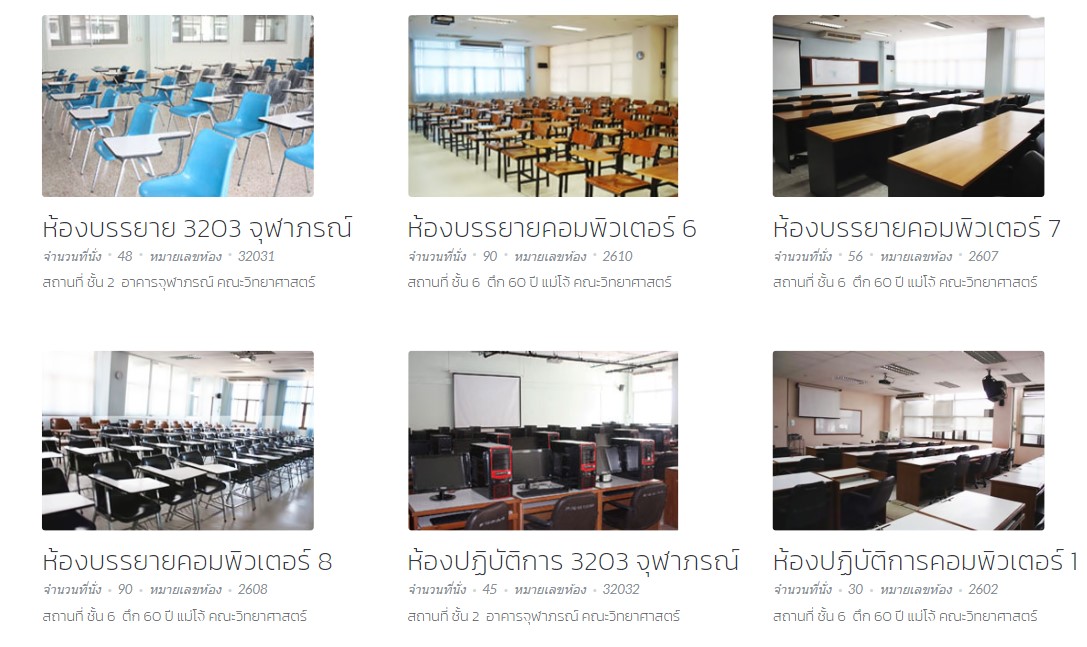 ห้องบรรยาย 3203 จุฬาภรณ์
จำนวนที่นั่ง • 48 • หมายเลขห้อง • 32031
สถานที่ ชั้น 2 อาคารจุฬาภรณ์ คณะวิทยาศาสตร์
ห้องบรรยายคอมพิวเตอร์ 6
จำนวนที่นั่ง • 90 • หมายเลขห้อง • 2610
สถานที่ ชั้น 6 ตึก 60 ปี แม่โจ้ คณะวิทยาศาสตร์
ห้องบรรยายคอมพิวเตอร์ 7
จำนวนที่นั่ง • 56 • หมายเลขห้อง • 2607
สถานที่ ชั้น 6 ตึก 60 ปี แม่โจ้ คณะวิทยาศาสตร์
ห้องบรรยายคอมพิวเตอร์ 8
จำนวนที่นั่ง • 90 • หมายเลขห้อง • 2608
สถานที่ ชั้น 6 ตึก 60 ปี แม่โจ้ คณะวิทยาศาสตร์
ห้องปฏิบัติการ 3203 จุฬาภรณ์
จำนวนที่นั่ง • 45 • หมายเลขห้อง • 32032
สถานที่ ชั้น 2 อาคารจุฬาภรณ์ คณะวิทยาศาสตร์
ห้องปฏิบัติการคอมพิวเตอร์ 1
จำนวนที่นั่ง • 30 • หมายเลขห้อง • 2602
สถานที่ ชั้น 6 ตึก 60 ปี แม่โจ้ คณะวิทยาศาสตร์